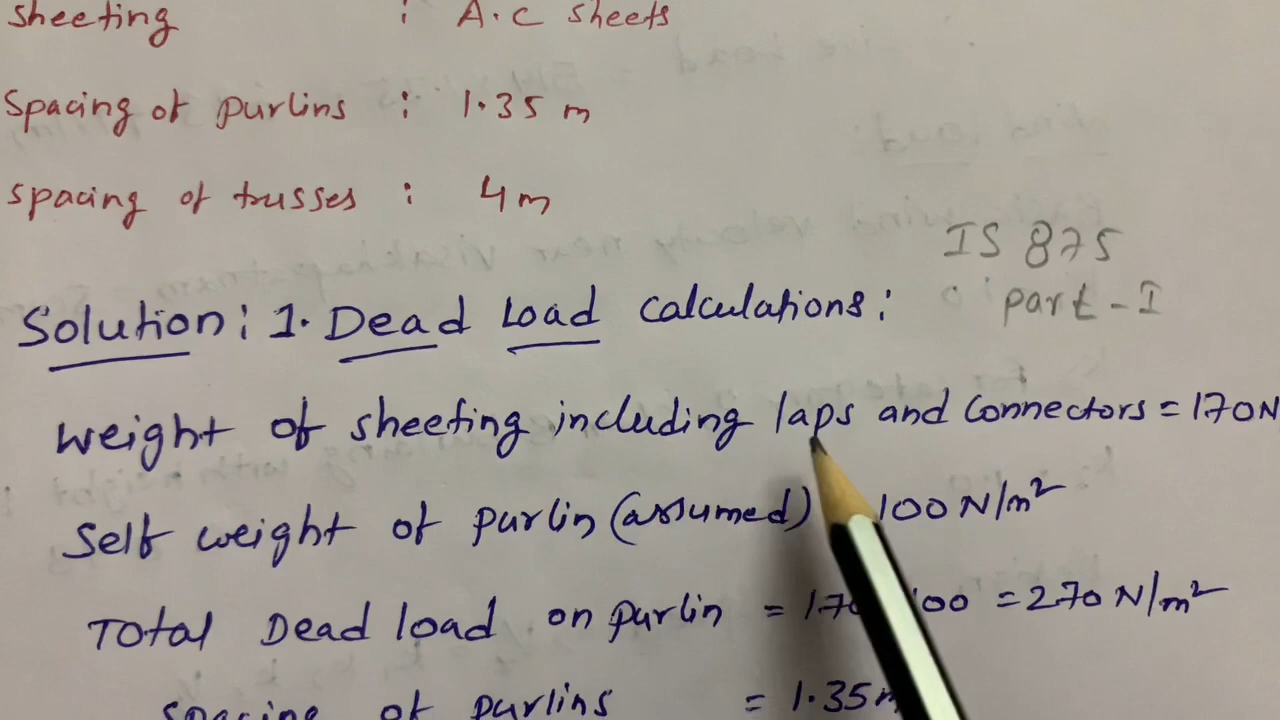 sheeting : A.C sheets
Spacing of purlins : 1.35 m
spacing of trusses : 4m
IS 875
part-I
Solution: 1. Dead Load calculations:
Weight of sheeting including laps and connectors = 170N
Self weight of purlin (assumed) 100 N/m²
Total Dead load on purlin = 170 100 = 270 N/m²
spacing of purlins = 1.35m